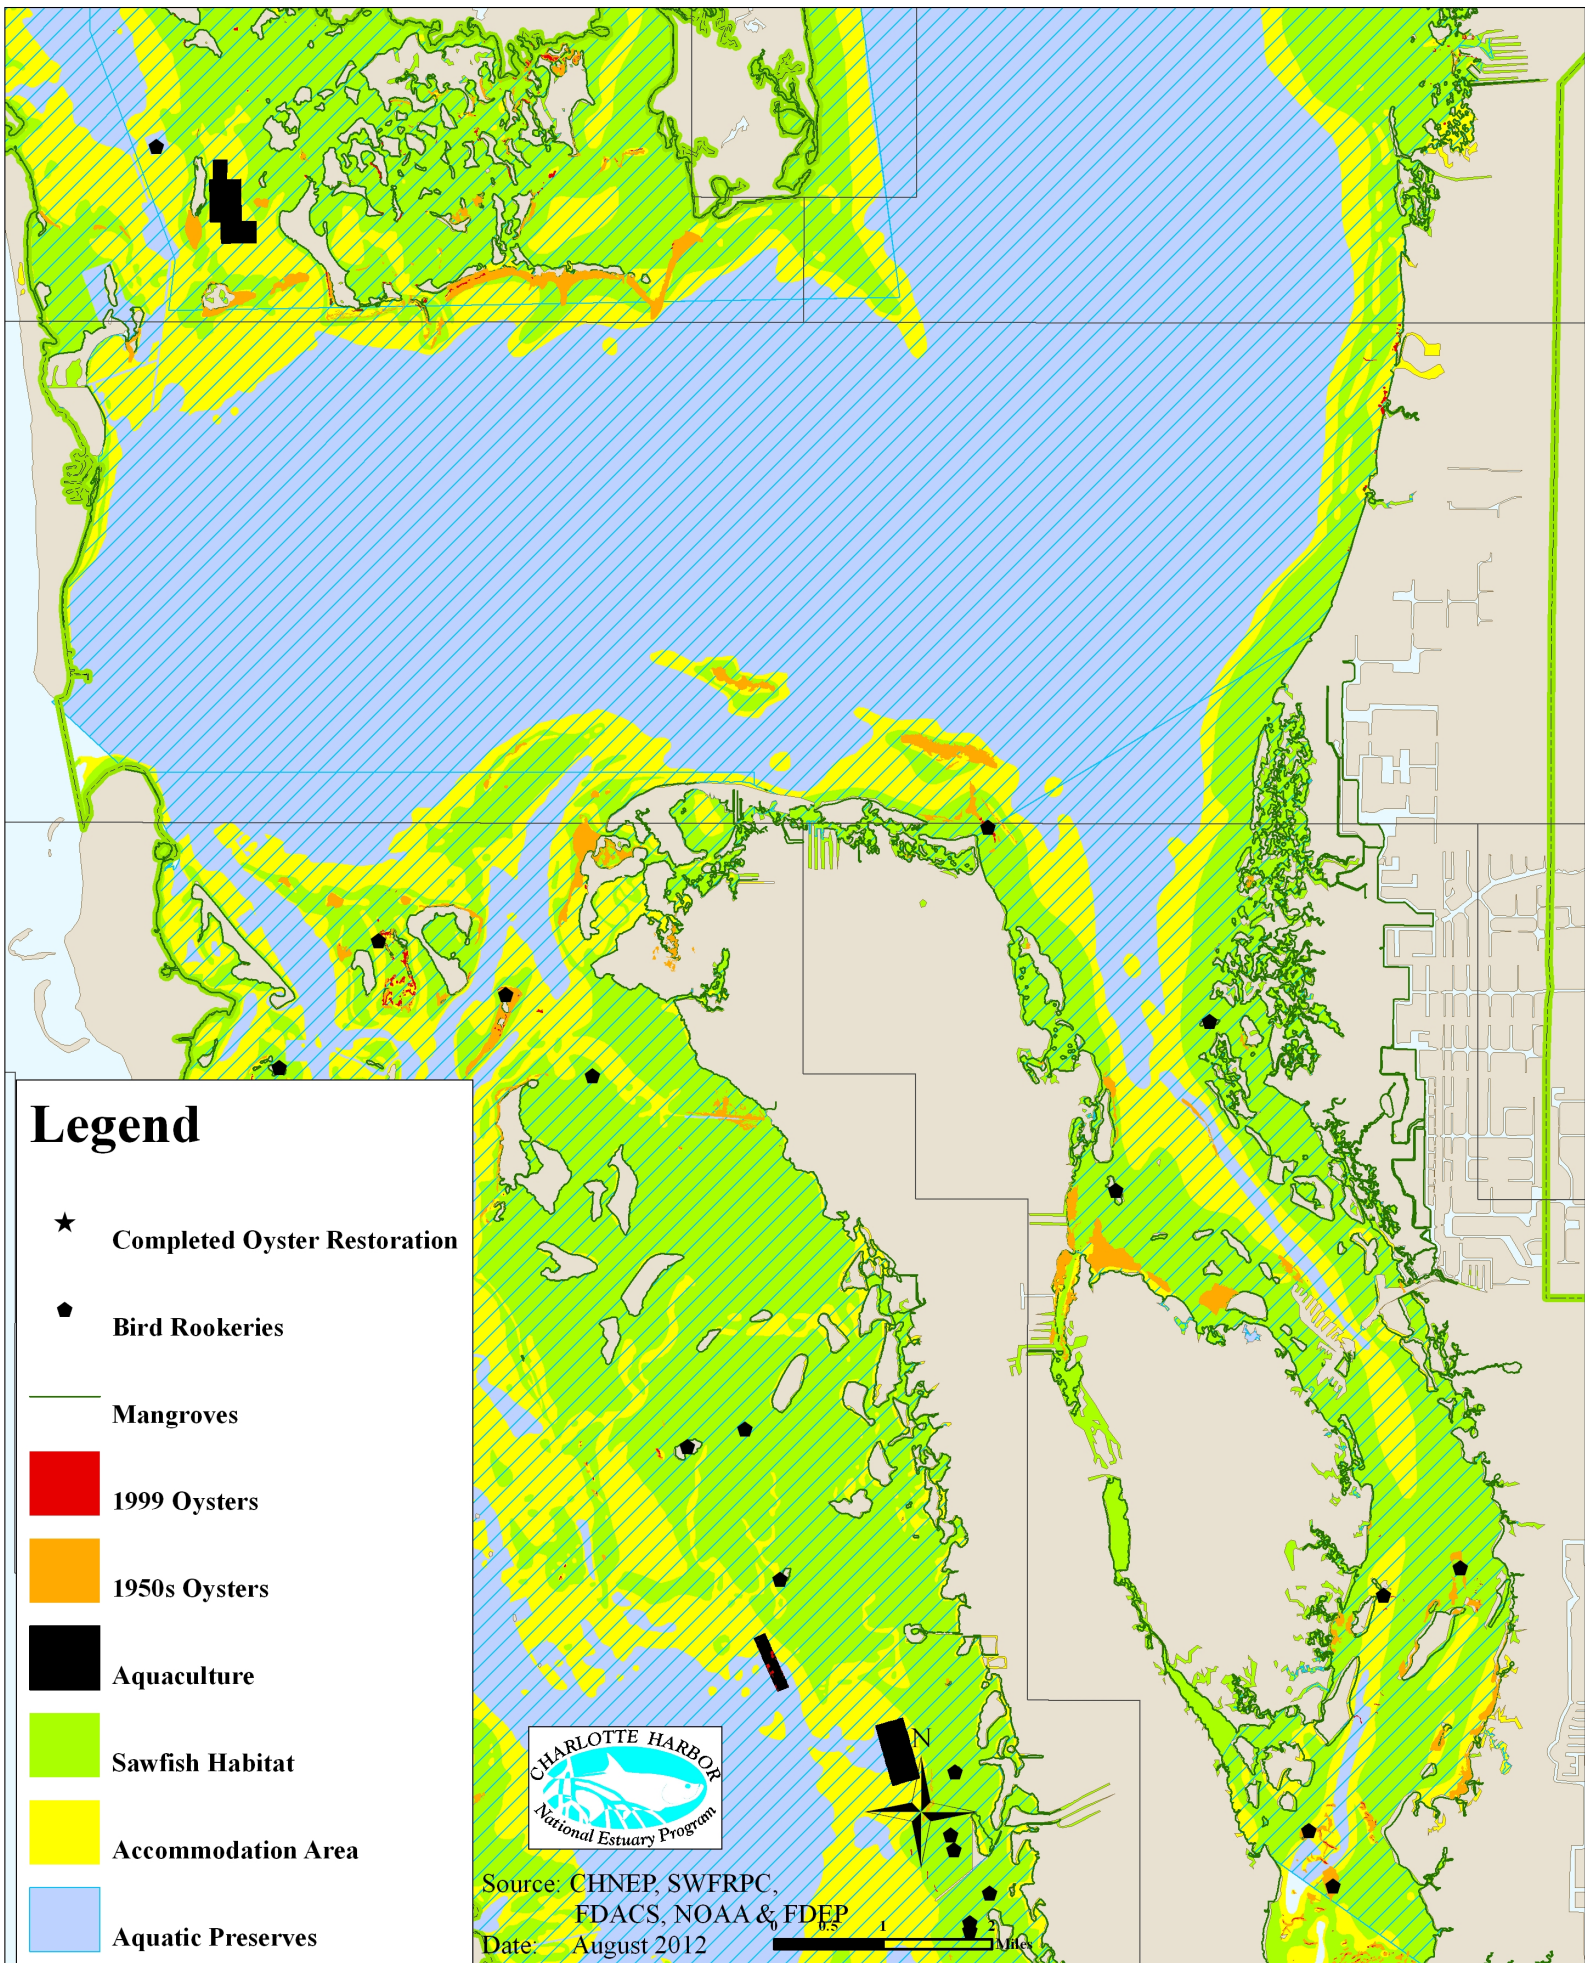 Legend
Completed Oyster Restoration
Bird Rookeries
Mangroves
1999 Oysters
1950s Oysters
Aquaculture
Sawfish Habitat
Accommodation Area
Aquatic Preserves
CHARLOTTE HARBOR
National Estuary Program
N
Source: CHNEP, SWFRPC,
FDACS, NOAA & FDEP
Date: August 2012
0 0.5 1 2
Miles